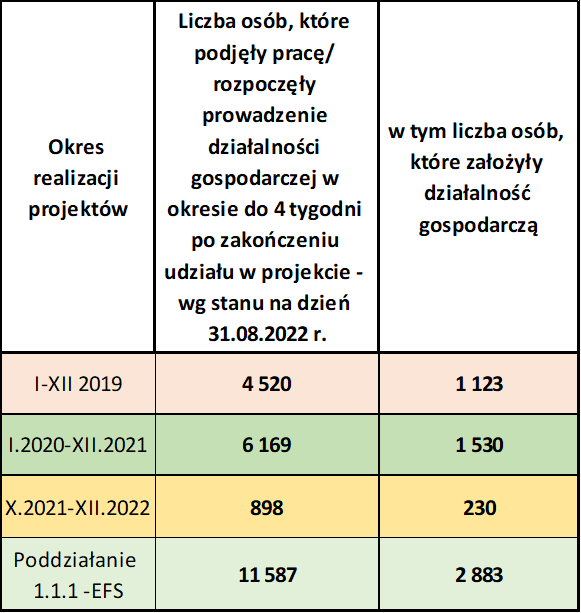 Okres
realizacji
projektów
Liczba osób, które
podjęły pracę/
rozpoczęły
prowadzenie
działalności
gospodarczej w
okresie do 4 tygodni
po zakończeniu
udziału w projekcie -
wg stanu na dzień
31.08.2022 r.
w tym liczba osób,
które założyły
działalność
gospodarczą
I-XII 2019 4 520 1 123
I.2020-XII.2021 6 169 1 530
X.2021-XII.2022 898 230
Poddziałanie
1.1.1 -EFS
11 587 2 883